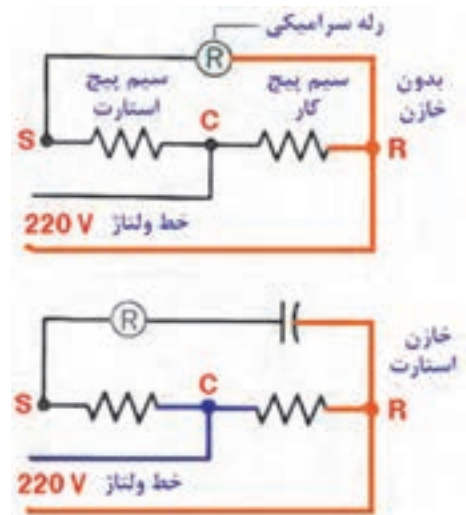 رله سرامیکی
R
سیم پیچ
استارت
سیم پیچ
کار
بدون
خازن
S
C
R
220 V خط ولتاژ
R
خازن
استارت
S
C
R
220 V خط ولتاژ